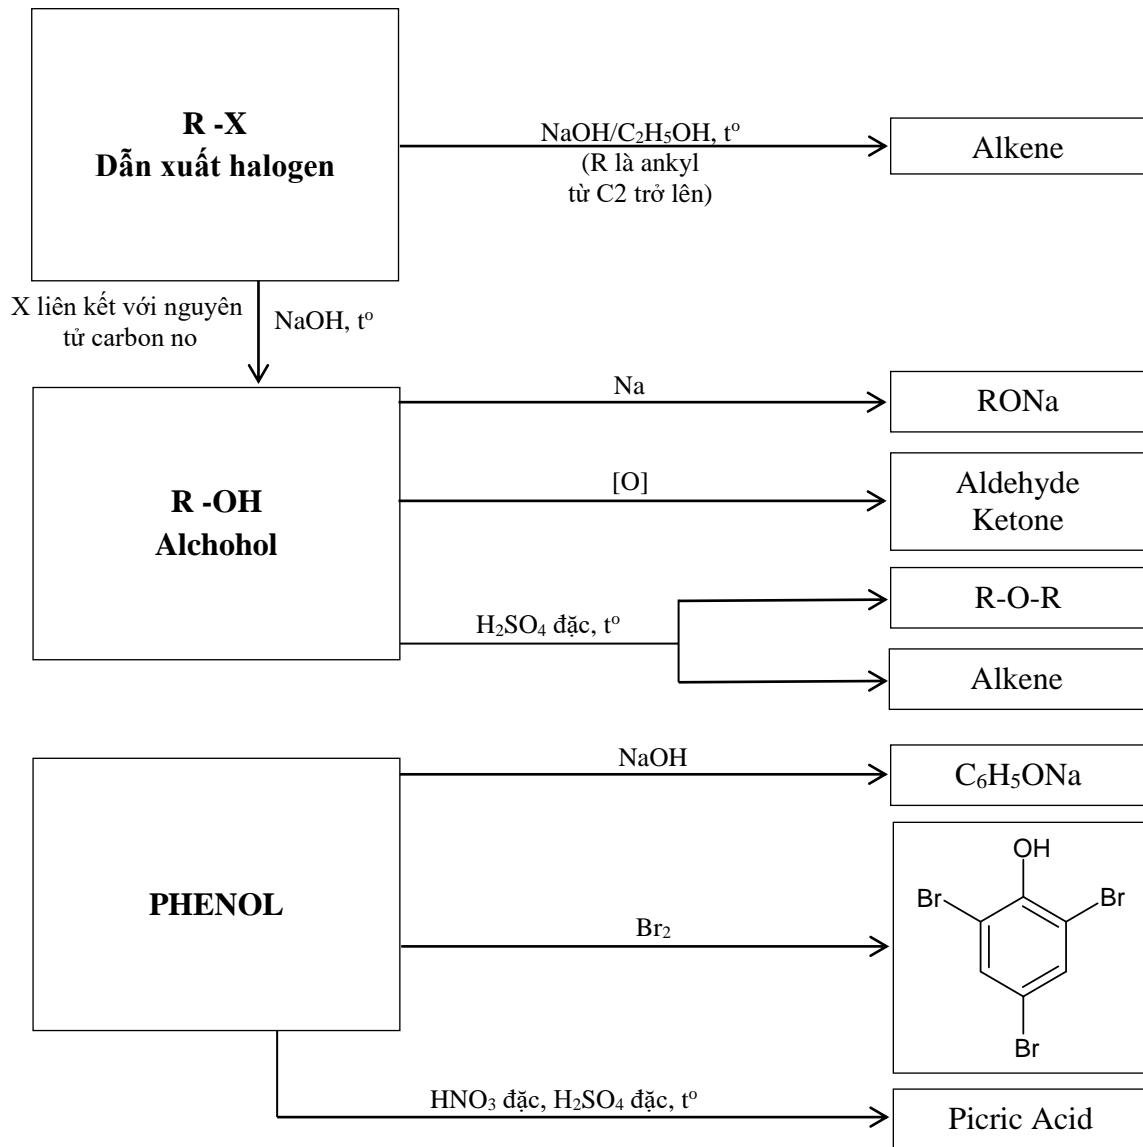 R -X
Dẫn xuất halogen
NaOH/C₂H₅OH, tº
(R là ankyl
từ C2 trở lên)
Alkene
X liên kết với nguyên
tử carbon no
NaOH, tº
R -OH
Alchohol
Na
RONa
[O]
Aldehyde
Ketone
H₂SO₄ đặc, tº
R-O-R
Alkene
PHENOL
NaOH
C₆H₅ONa
Br₂
OH
Br
Br
Br
HNO₃ đặc, H₂SO₄ đặc, tº
Picric Acid